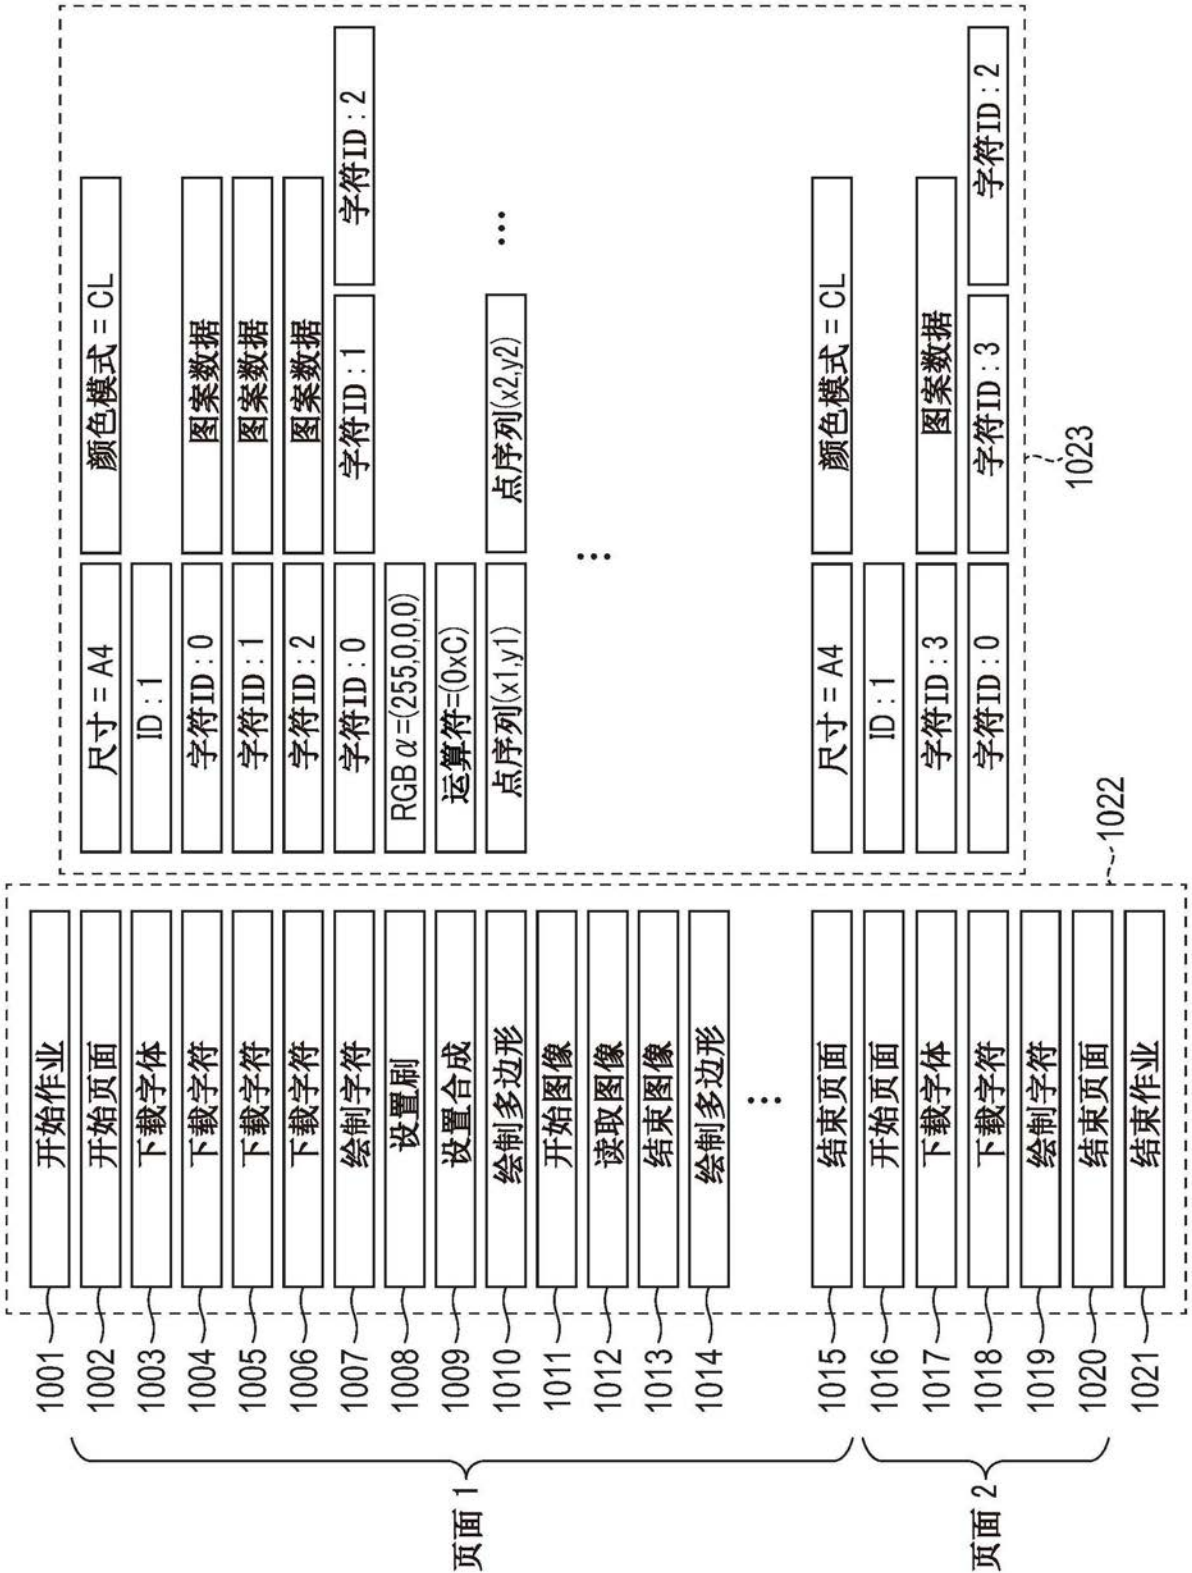 1001 开始作业
1002 开始页面 尺寸 = A4 颜色模式 = CL
1003 下载字体 ID : 1
1004 下载字符 字符ID : 0 图案数据
1005 下载字符 字符ID : 1 图案数据
1006 下载字符 字符ID : 2 图案数据
1007 绘制字符 字符ID : 0 字符ID : 1 字符ID : 2
1008 设置刷 RGB α=(255,0,0,0)
页面 1 1009 设置合成 运算符=(0xC)
1010 绘制多边形 点序列(x1,y1) 点序列(x2,y2) …
1011 开始图像
1012 读取图像
1013 结束图像
1014 绘制多边形
1015 结束页面 尺寸 = A4 颜色模式 = CL
1016 开始页面 ID : 1
1017 下载字体 字符ID : 3 图案数据
页面 2 1018 下载字符 字符ID : 0 字符ID : 3 字符ID : 2
1019 绘制字符
1020 结束页面
1021 结束作业
1022
1023